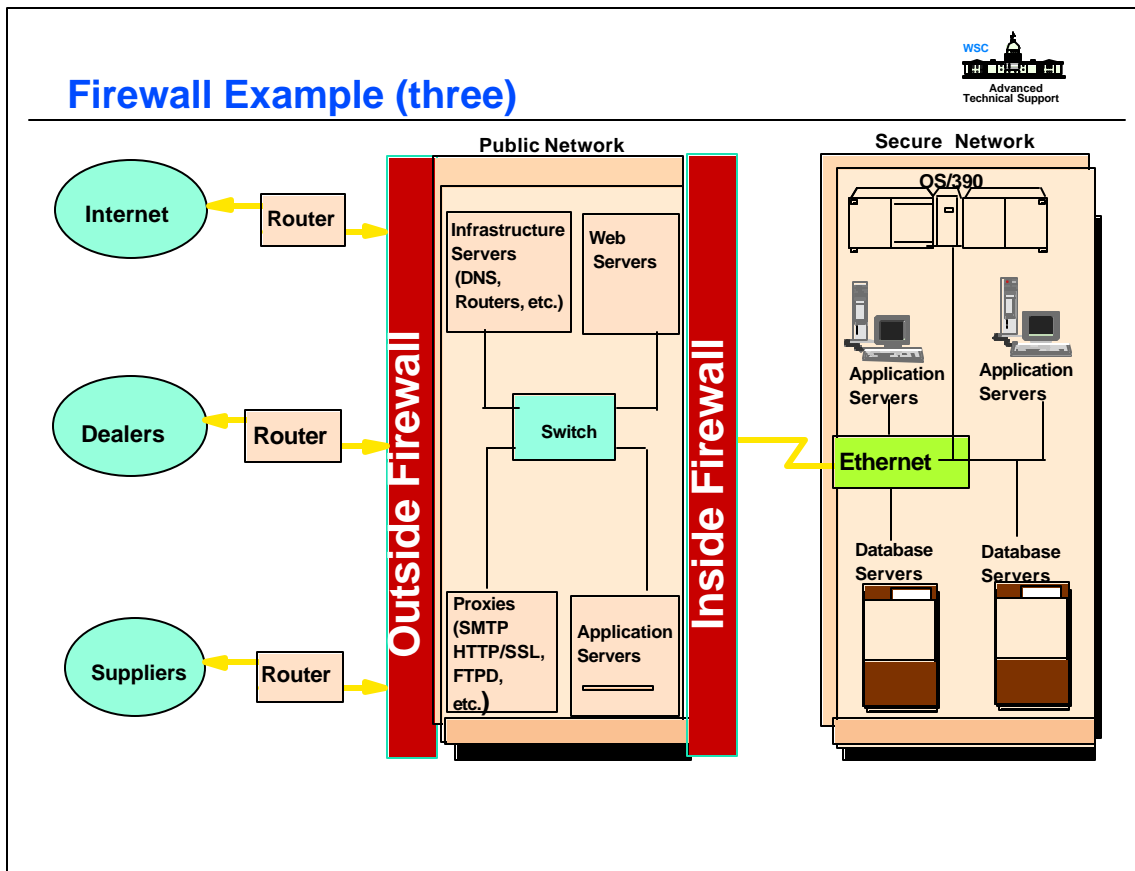 WSC
Advanced
Technical Support
Firewall Example (three)
Public Network
Secure Network
Internet
Router
Dealers
Router
Suppliers
Router
Outside Firewall
Infrastructure
Servers
(DNS,
Routers, etc.)
Web
Servers
Switch
Proxies
(SMTP
HTTP/SSL,
FTPD,
etc.)
Application
Servers
Inside Firewall
OS/390
Application
Servers
Application
Servers
Ethernet
Database
Servers
Database
Servers